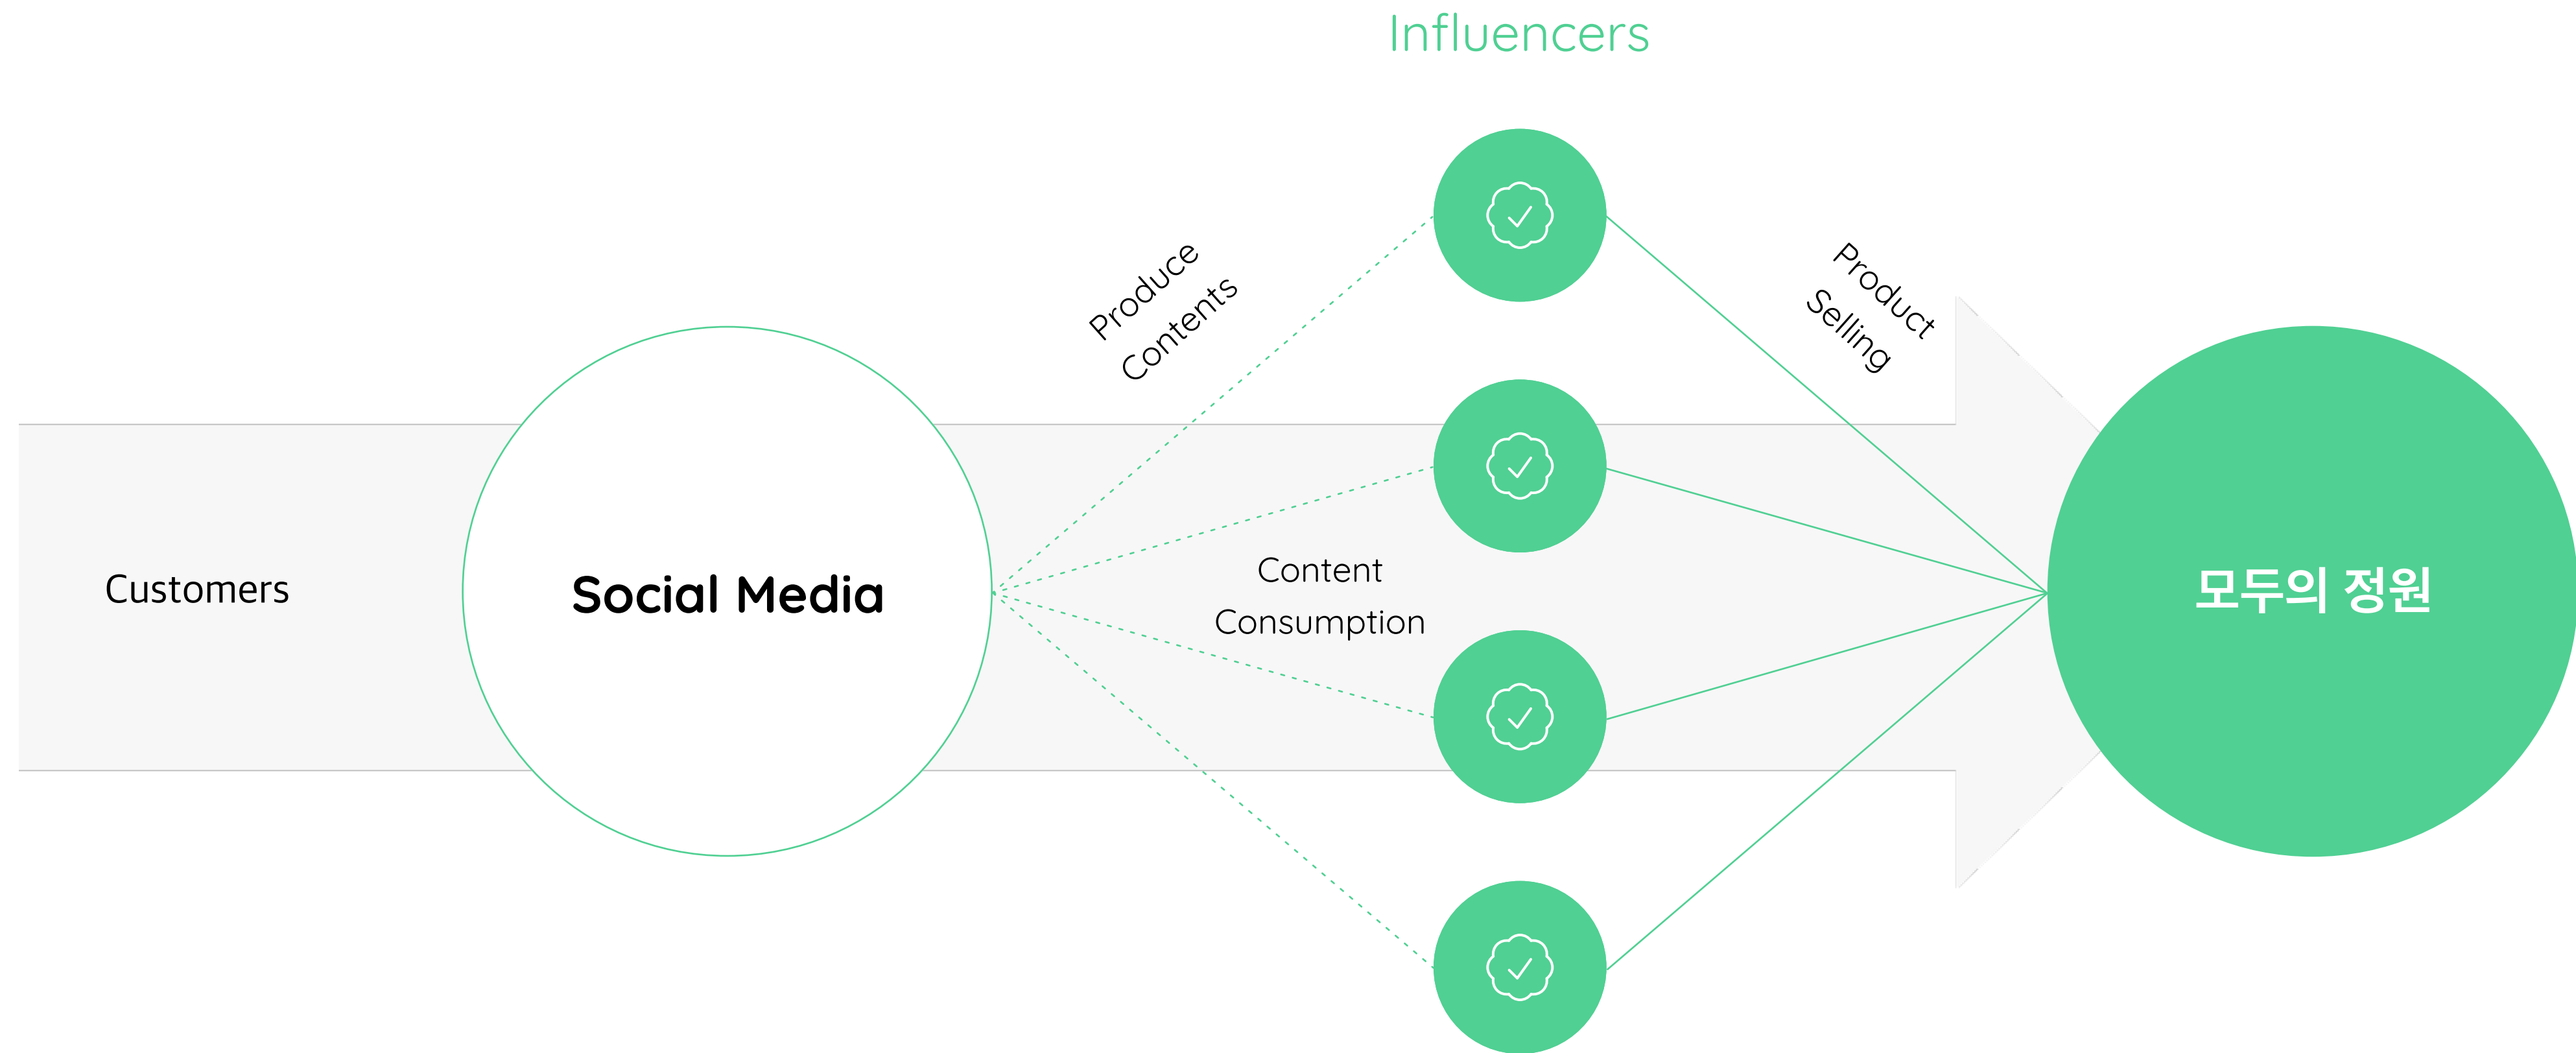 Influencers
Produce
Contents
Product
Selling
Customers
Social Media
Content
Consumption
모두의 정원